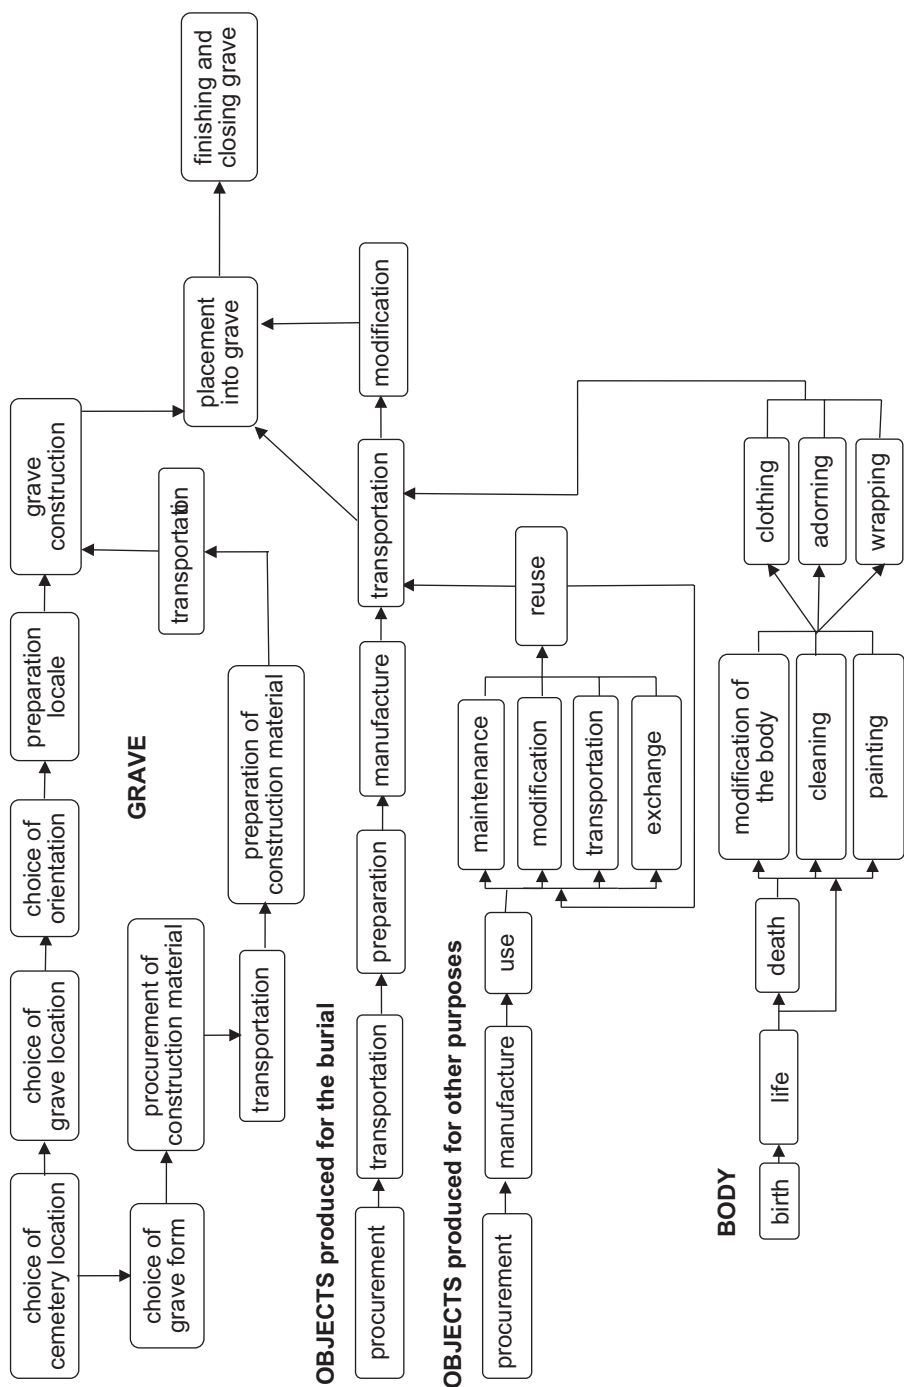 choice of
cemetery location
choice of
grave location
choice of
orientation
preparation
locale
grave
construction
choice of
grave form
procurement of
construction material
transportation
preparation of
construction material
transportation
GRAVE
placement
into grave
finishing and
closing grave
OBJECTS produced for the burial
procurement
transportation
preparation
manufacture
transportation
modification
OBJECTS produced for other purposes
procurement
manufacture
use
maintenance
modification
transportation
exchange
reuse
BODY
birth
life
death
modification of
the body
cleaning
painting
clothing
adorning
wrapping